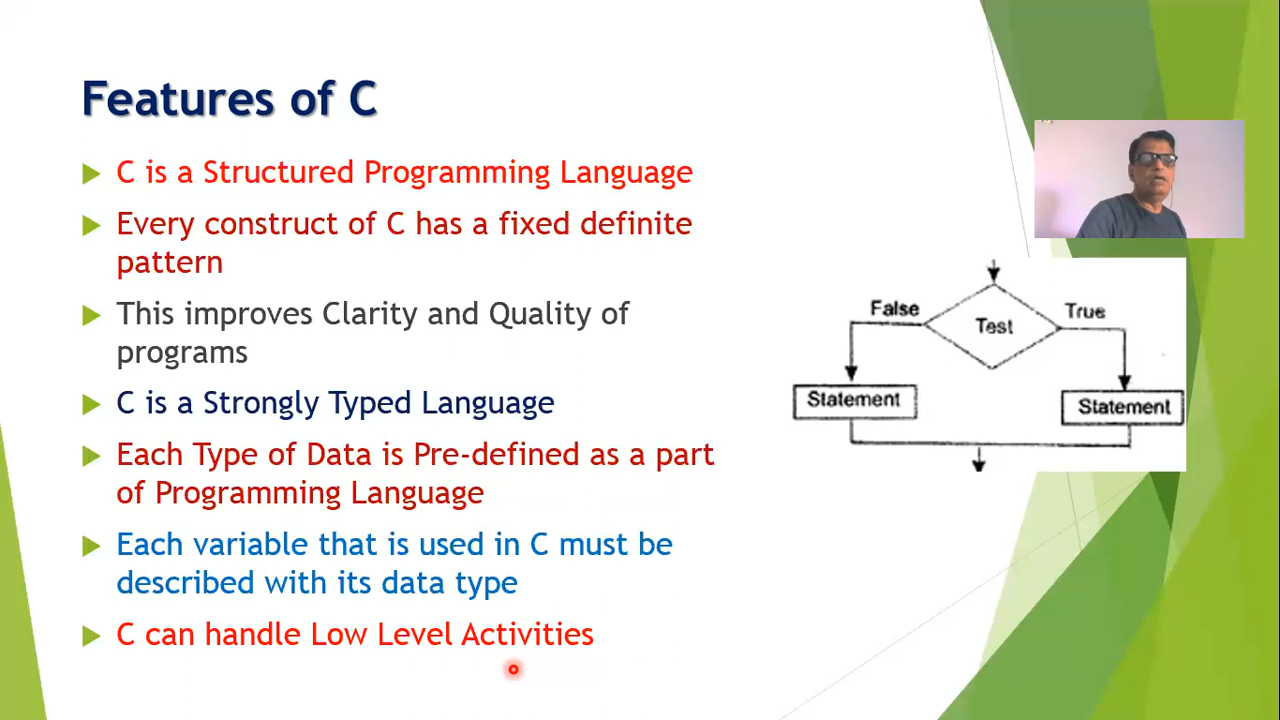 Features of C
C is a Structured Programming Language
Every construct of C has a fixed definite
pattern
This improves Clarity and Quality of
programs
C is a Strongly Typed Language
Each Type of Data is Pre-defined as a part
of Programming Language
Each variable that is used in C must be
described with its data type
C can handle Low Level Activities
False
True
Test
Statement
Statement